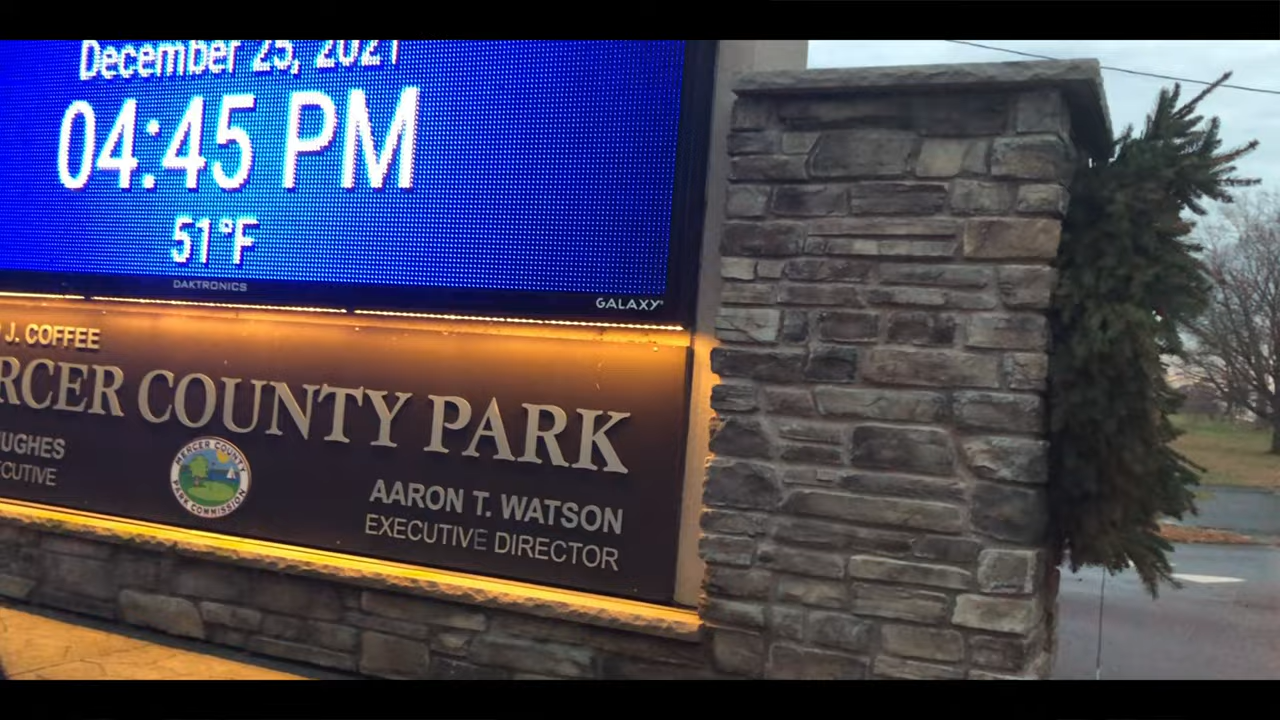 December 25, 2021
04:45 PM
51°F
DAKTRONICS
GALAXY
J. COFFEE
RCER COUNTY PARK
UGHES
CUTIVE
MERCER COUNTY
PARK COMMISSION
AARON T. WATSON
EXECUTIVE DIRECTOR